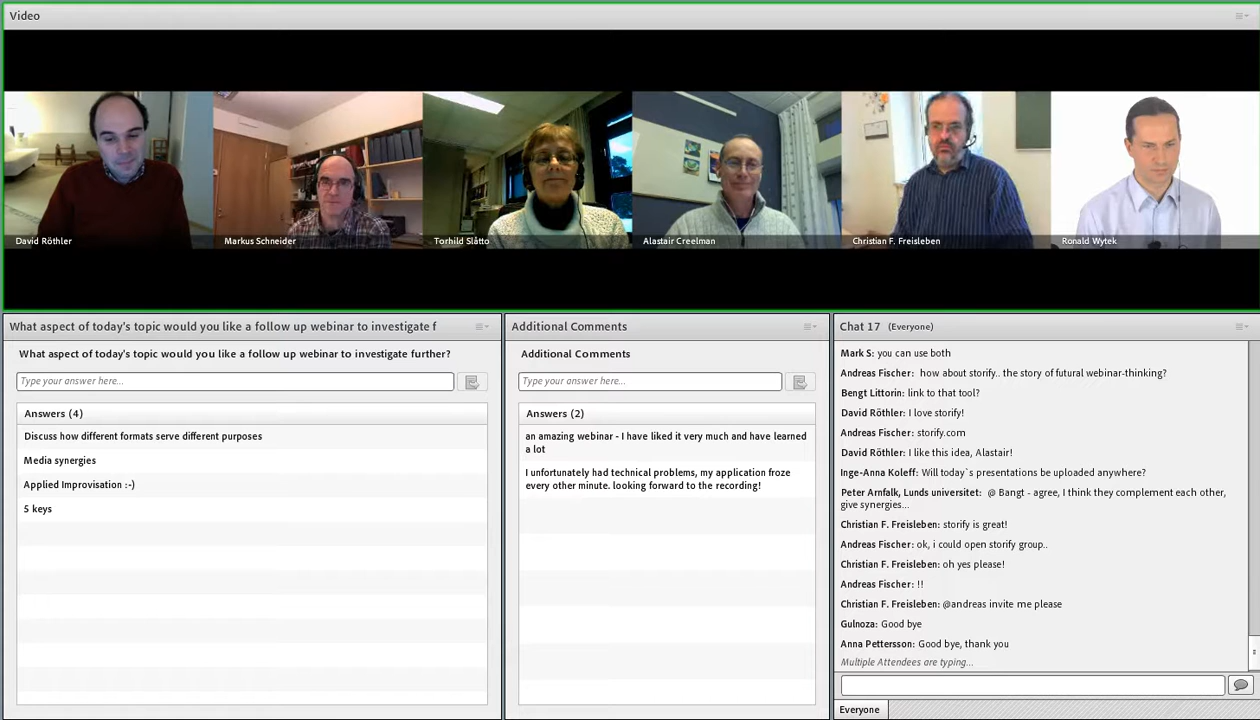 Video
David Röthler
Markus Schneider
Torhild Slåtto
Alastair Creelman
Christian F. Freisleben
Ronald Wytek
What aspect of today's topic would you like a follow up webinar to investigate f
What aspect of today's topic would you like a follow up webinar to investigate further?
Type your answer here...
Answers (4)
Discuss how different formats serve different purposes
Media synergies
Applied Improvisation :-)
5 keys
Additional Comments
Additional Comments
Type your answer here...
Answers (2)
an amazing webinar - I have liked it very much and have learned
a lot
I unfortunately had technical problems, my application froze
every other minute. looking forward to the recording!
Chat 17 (Everyone)
Mark S: you can use both
Andreas Fischer: how about storify.. the story of futural webinar-thinking?
Bengt Littorin: link to that tool?
David Röthler: I love storify!
Andreas Fischer: storify.com
David Röthler: I like this idea, Alastair!
Inge-Anna Koleff: Will today`s presentations be uploaded anywhere?
Peter Arnfalk, Lunds universitet: @ Bangt - agree, I think they complement each other,
give synergies...
Christian F. Freisleben: storify is great!
Andreas Fischer: ok, i could open storify group..
Christian F. Freisleben: oh yes please!
Andreas Fischer: !!
Christian F. Freisleben: @andreas invite me please
Gulnoza: Good bye
Anna Pettersson: Good bye, thank you
Multiple Attendees are typing...
Everyone